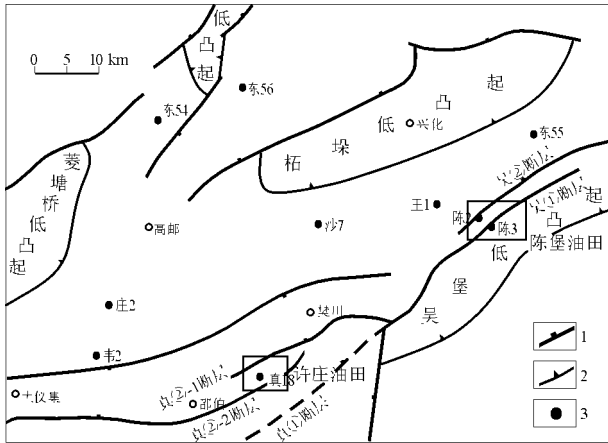 低凸起
0 5 10 km
东56
东54
柘垛低凸起
兴化
东55
吴②断层
吴①断层
菱塘桥低凸起
高邮
沙7
王1
陈2
陈3
陈堡油田
吴堡低凸起
庄2
樊川
韦2
真②-1断层
真18
许庄油田
邵伯
真②-2断层
真①断层
1
2
3